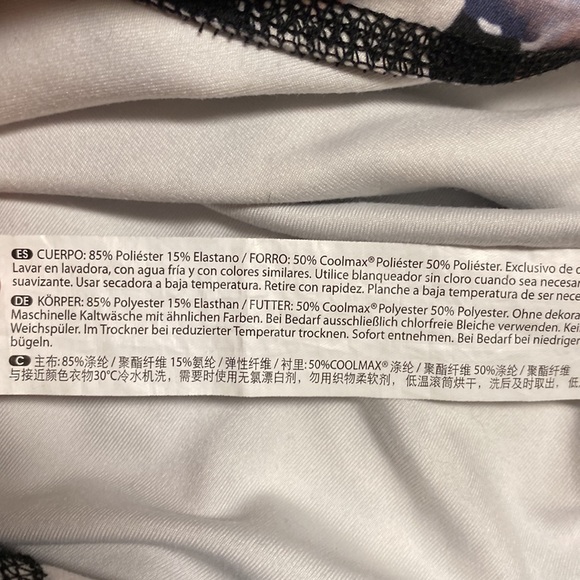 ES CUERPO: 85% Poliéster 15% Elastano / FORRO: 50% Coolmax® Poliéster 50% Poliéster. Exclusivo de
Lavar en lavadora, con agua fría y con colores similares. Utilice blanqueador sin cloro cuando sea
suavizante. Usar secadora a baja temperatura. Retire con rapidez. Planche a baja temperatura de ser
DE KÖRPER: 85% Polyester 15% Elasthan / FUTTER: 50% Coolmax® Polyester 50% Polyester. Ohne
Maschinelle Kaltwäsche mit ähnlichen Farben. Bei Bedarf ausschließlich chlorfreie Bleiche verwenden.
Weichspüler. Im Trockner bei reduzierter Temperatur trocknen. Sofort entnehmen. Bei Bedarf bei niedriger
bügeln.
C 主布: 85%涤纶 / 聚酯纤维 15%氨纶 / 弹性纤维 / 衬里: 50%COOLMAX® 涤纶 / 聚酯纤维 50%涤纶 / 聚酯纤维
与接近颜色衣物30℃冷水机洗，需要时使用无氯漂白剂，勿用织物柔软剂， 低温滚筒烘干，洗后及时取出，